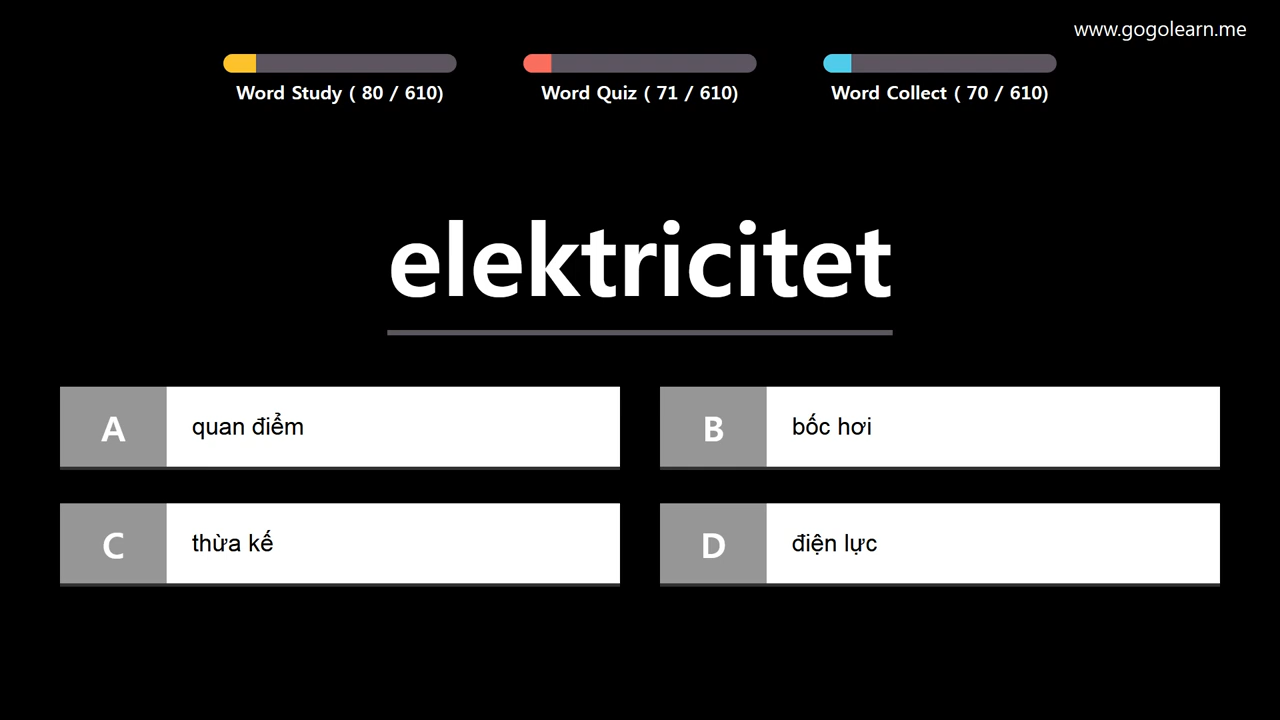 www.gogolearn.me
Word Study ( 80 / 610)
Word Quiz ( 71 / 610)
Word Collect ( 70 / 610)
elektricitet
A
quan điểm
B
bốc hơi
C
thừa kế
D
điện lực